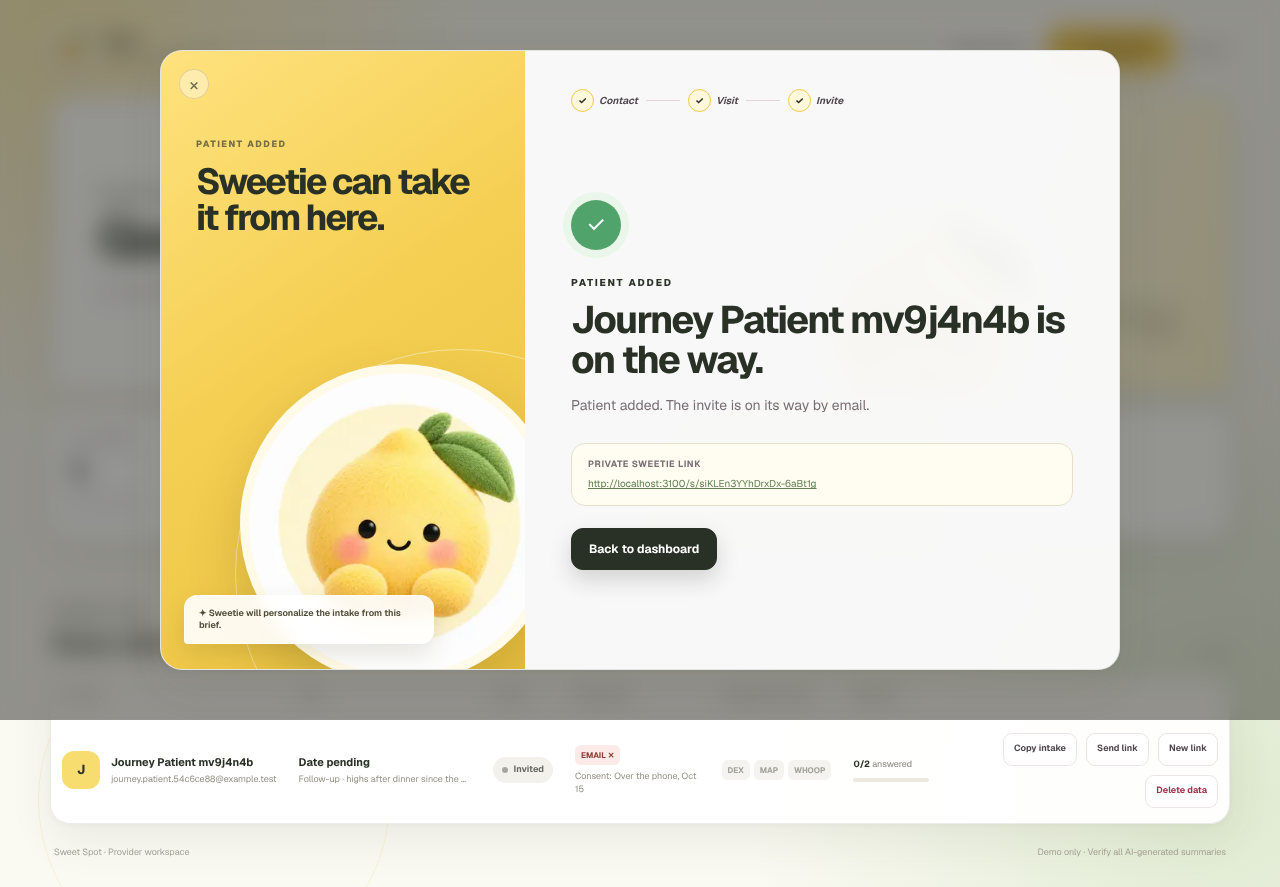 PATIENT ADDED
Sweetie can take
it from here.
✦ Sweetie will personalize the intake from this
brief.
Contact
Visit
Invite
PATIENT ADDED
Journey Patient mv9j4n4b is
on the way.
Patient added. The invite is on its way by email.
PRIVATE SWEETIE LINK
http://localhost:3100/s/siKLEn3YYhDrxDx-6aBt1g
Back to dashboard
J
Journey Patient mv9j4n4b
journey.patient.54c6ce88@example.test
Date pending
Follow-up · highs after dinner since the ...
Invited
EMAIL ×
Consent: Over the phone, Oct
15
DEX
MAP
WHOOP
0/2 answered
Copy intake
Send link
New link
Delete data
Sweet Spot · Provider workspace
Demo only · Verify all AI-generated summaries